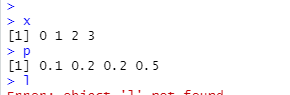 >
> x
[1] 0 1 2 3
> p
[1] 0.1 0.2 0.2 0.5
> l
Error: object 'l' not found